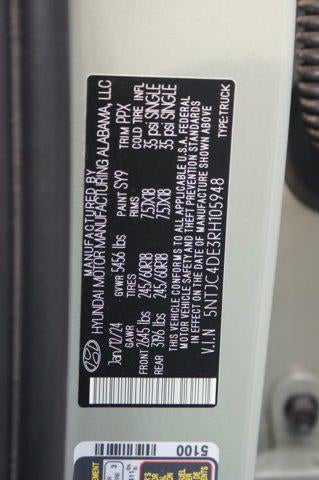 MANUFACTURED BY
HYUNDAI MOTOR MANUFACTURING ALABAMA, LLC
Jan/12/24 PAINT SY9 TRIM PPX
GVWR 5456 lbs
GAWR TIRES RIMS COLD TIRE INFL
FRONT 2645 lbs 245/60R18 7.5JX18 35 psi SINGLE
REAR 3196 lbs 245/60R18 7.5JX18 35 psi SINGLE
THIS VEHICLE CONFORMS TO ALL APPLICABLE U.S.A. FEDERAL
MOTOR VEHICLE SAFETY AND THEFT PREVENTION STANDARDS
IN EFFECT ON THE DATE OF MANUFACTURE SHOWN ABOVE
V.I.N 5NTJC4DE3RH105948 TYPE:TRUCK
5100